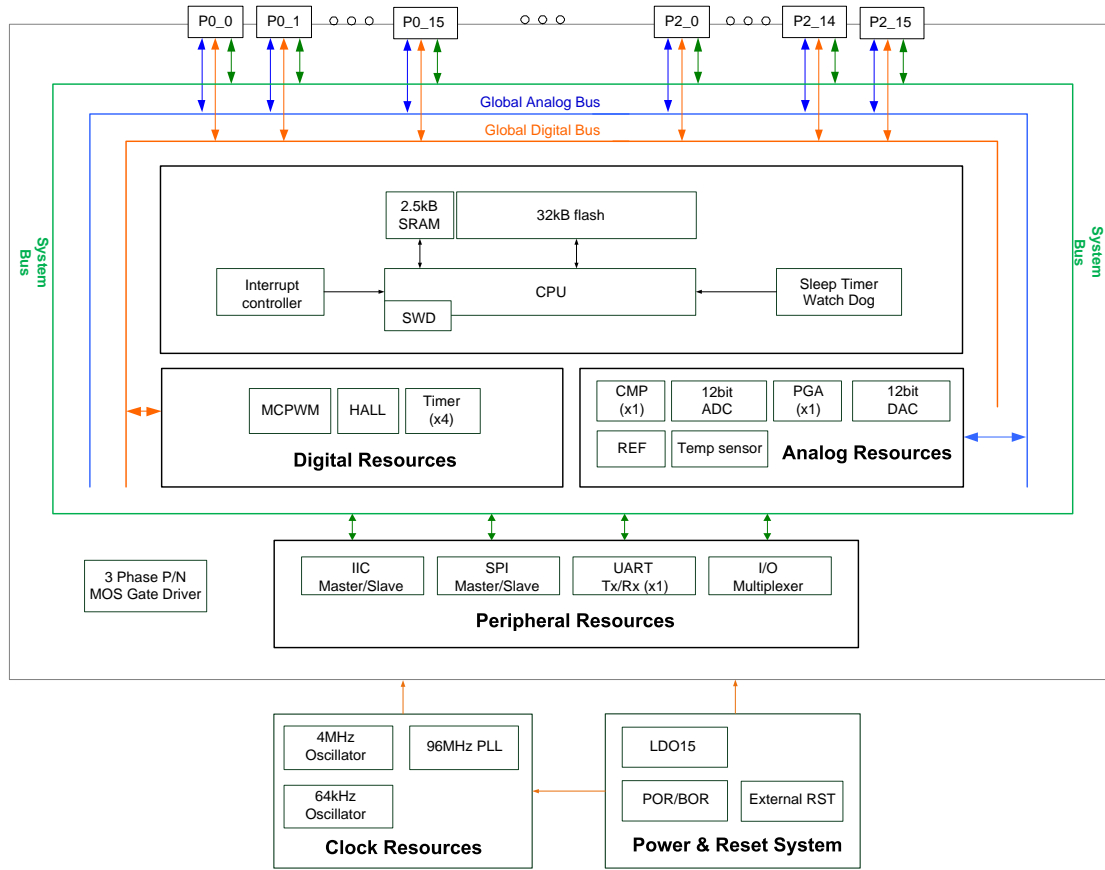 P0_0
P0_1
P0_15
P2_0
P2_14
P2_15
Global Analog Bus
Global Digital Bus
System
Bus
System
Bus
2.5kB
SRAM
32kB flash
Interrupt
controller
CPU
SWD
Sleep Timer
Watch Dog
MCPWM
HALL
Timer
(x4)
Digital Resources
CMP
(x1)
12bit
ADC
PGA
(x1)
12bit
DAC
REF
Temp sensor
Analog Resources
3 Phase P/N
MOS Gate Driver
IIC
Master/Slave
SPI
Master/Slave
UART
Tx/Rx (x1)
I/O
Multiplexer
Peripheral Resources
4MHz
Oscillator
96MHz PLL
64kHz
Oscillator
Clock Resources
LDO15
POR/BOR
External RST
Power & Reset System